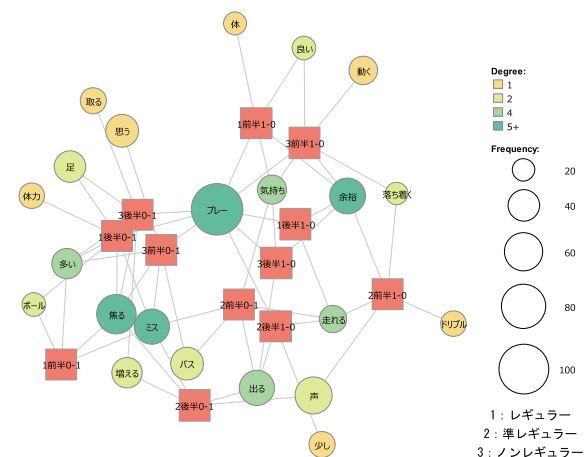 体
良い
動く
取る
思う
1前半1-0
3前半1-0
足
体力
気持ち
余裕
落ち着く
3後半0-1
プレー
1後半0-1
1後半1-0
3前半0-1
多い
3後半1-0
ボール
焦る
ミス
2前半0-1
2後半1-0
走れる
2前半1-0
ドリブル
1前半0-1
増える
パス
出る
声
2後半0-1
少し
Degree:
1
2
4
5+
Frequency:
20
40
60
80
100
1：レギュラー
2：準レギュラー
3：ノンレギュラー